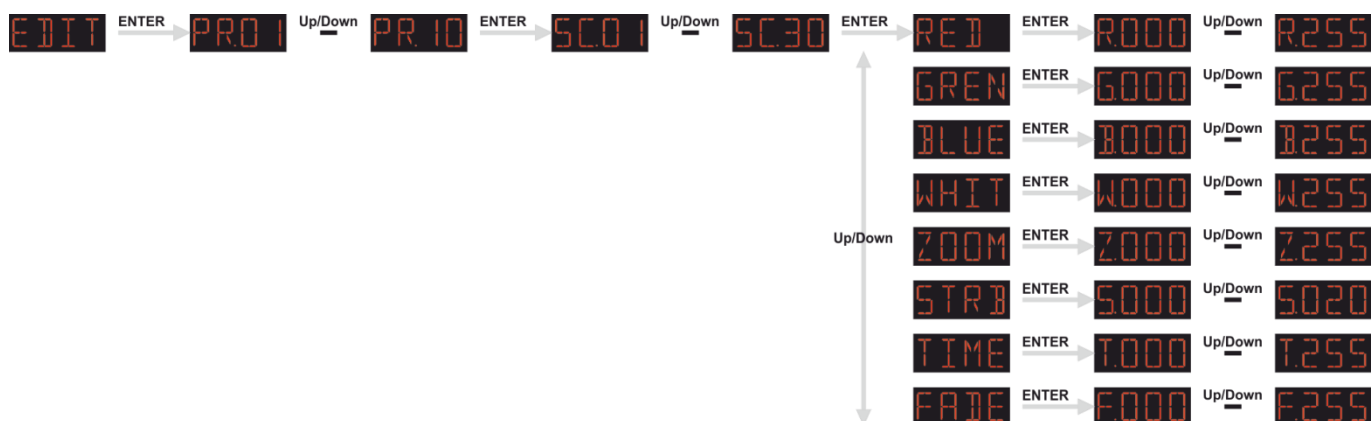 EDIT ENTER PR.01 Up/Down PR.10 ENTER SC.01 Up/Down SC.30 ENTER RED ENTER R.000 Up/Down R.255
GREN ENTER G.000 Up/Down G.255
BLUE ENTER B.000 Up/Down B.255
WHIT ENTER W.000 Up/Down W.255
Up/Down
ZOOM ENTER Z.000 Up/Down Z.255
STRB ENTER S.000 Up/Down S.020
TIME ENTER T.000 Up/Down T.255
FADE ENTER F.000 Up/Down F.255